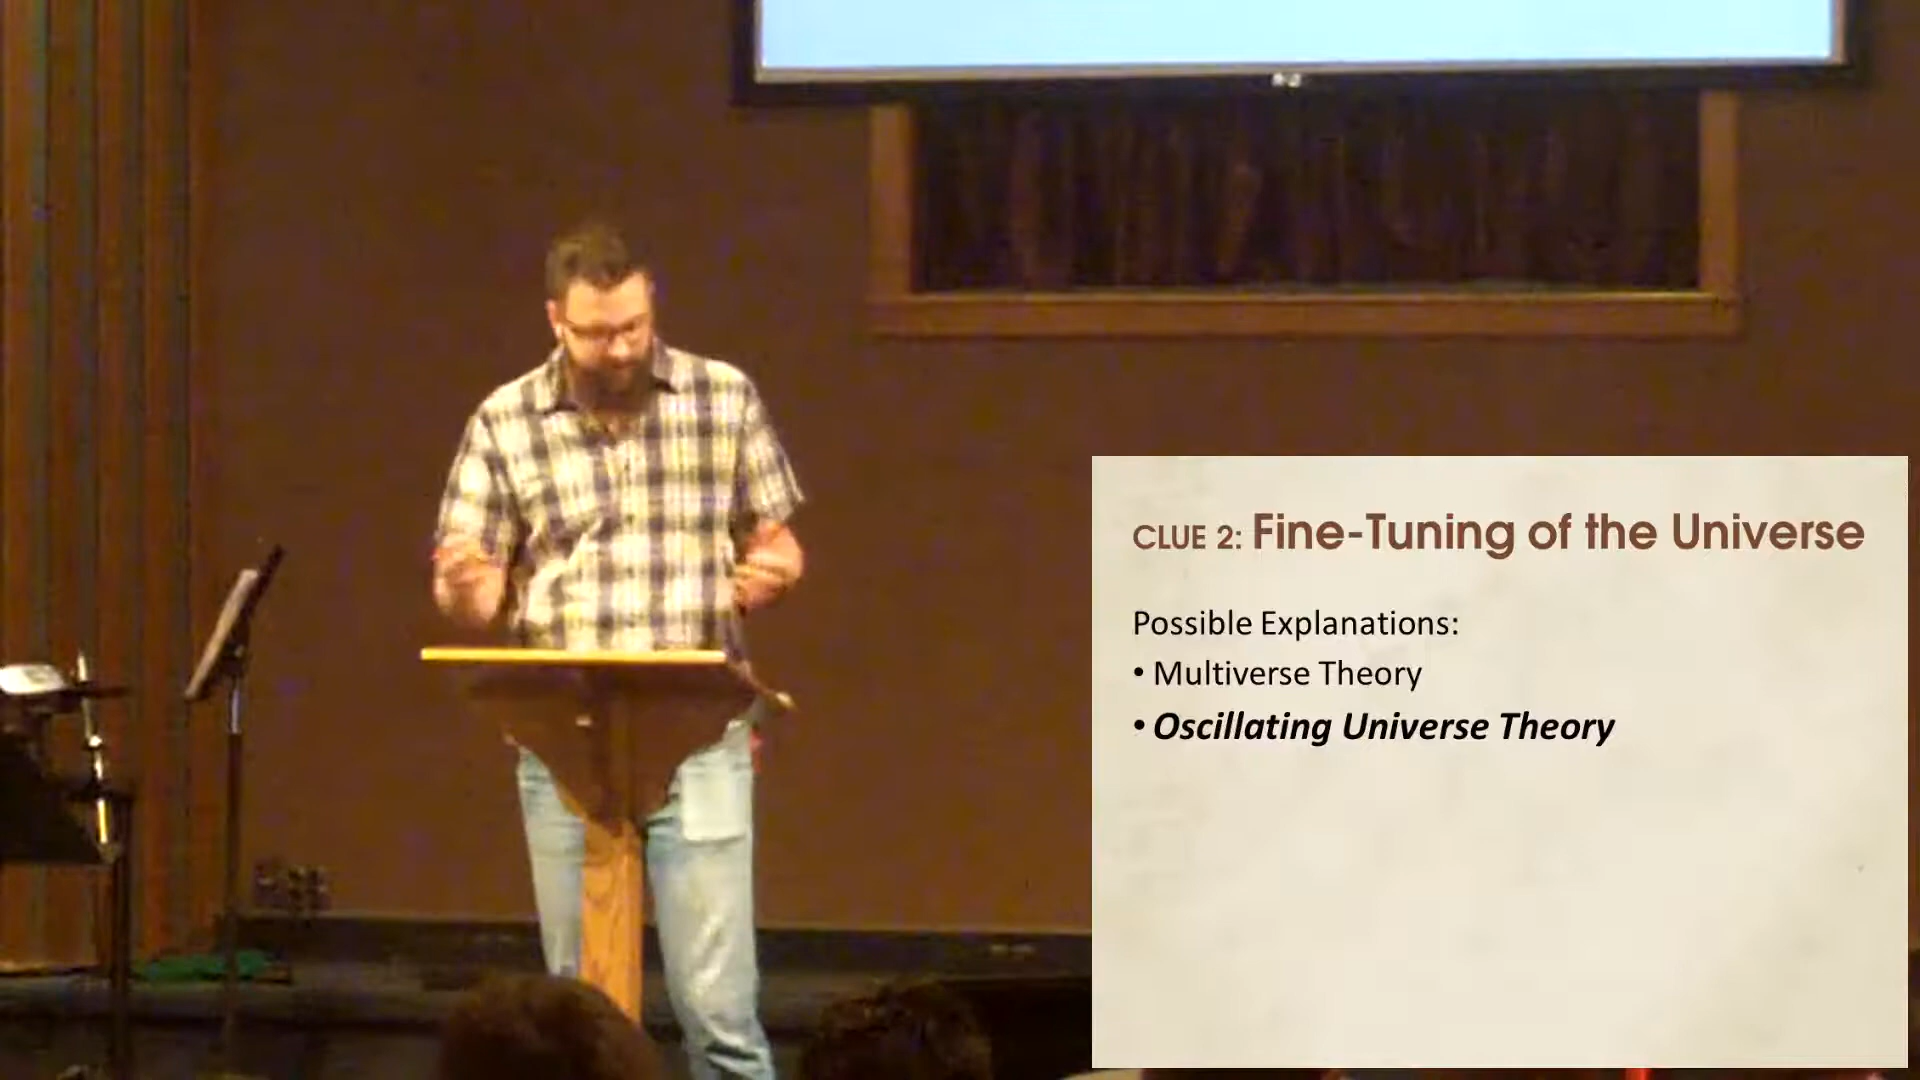 CLUE 2: Fine-Tuning of the Universe
Possible Explanations:
• Multiverse Theory
• Oscillating Universe Theory